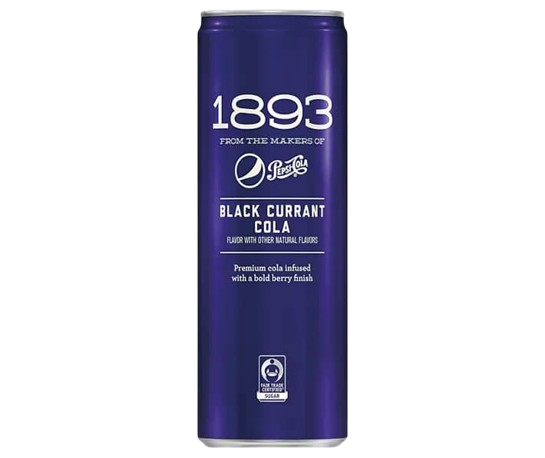 1893
FROM THE MAKERS OF
PEPSI-COLA
BLACK CURRANT
COLA
FLAVOR WITH OTHER NATURAL FLAVORS
Premium cola infused
with a bold berry finish
FAIR TRADE
CERTIFIED
SUGAR